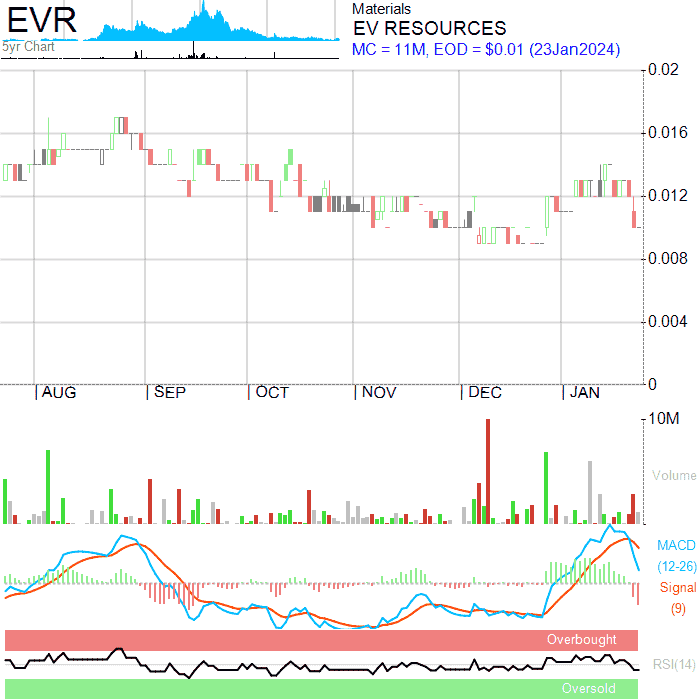 EVR
5yr Chart
Materials
EV RESOURCES
MC = 11M, EOD = $0.01 (23Jan2024)
0.02
0.016
0.012
0.008
0.004
0
AUG SEP OCT NOV DEC JAN
10M
Volume
MACD
(12-26)
Signal
(9)
Overbought
RSI(14)
Oversold